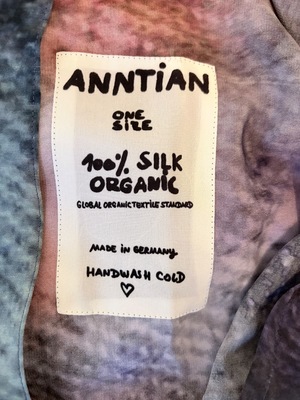 ANNTiAN
ONE
SIZE
100% SILK
ORGANIC
GLOBAL ORGANIC TEXTILE STANDARD
MADE IN GERMANY
HANDWASH COLD
♡